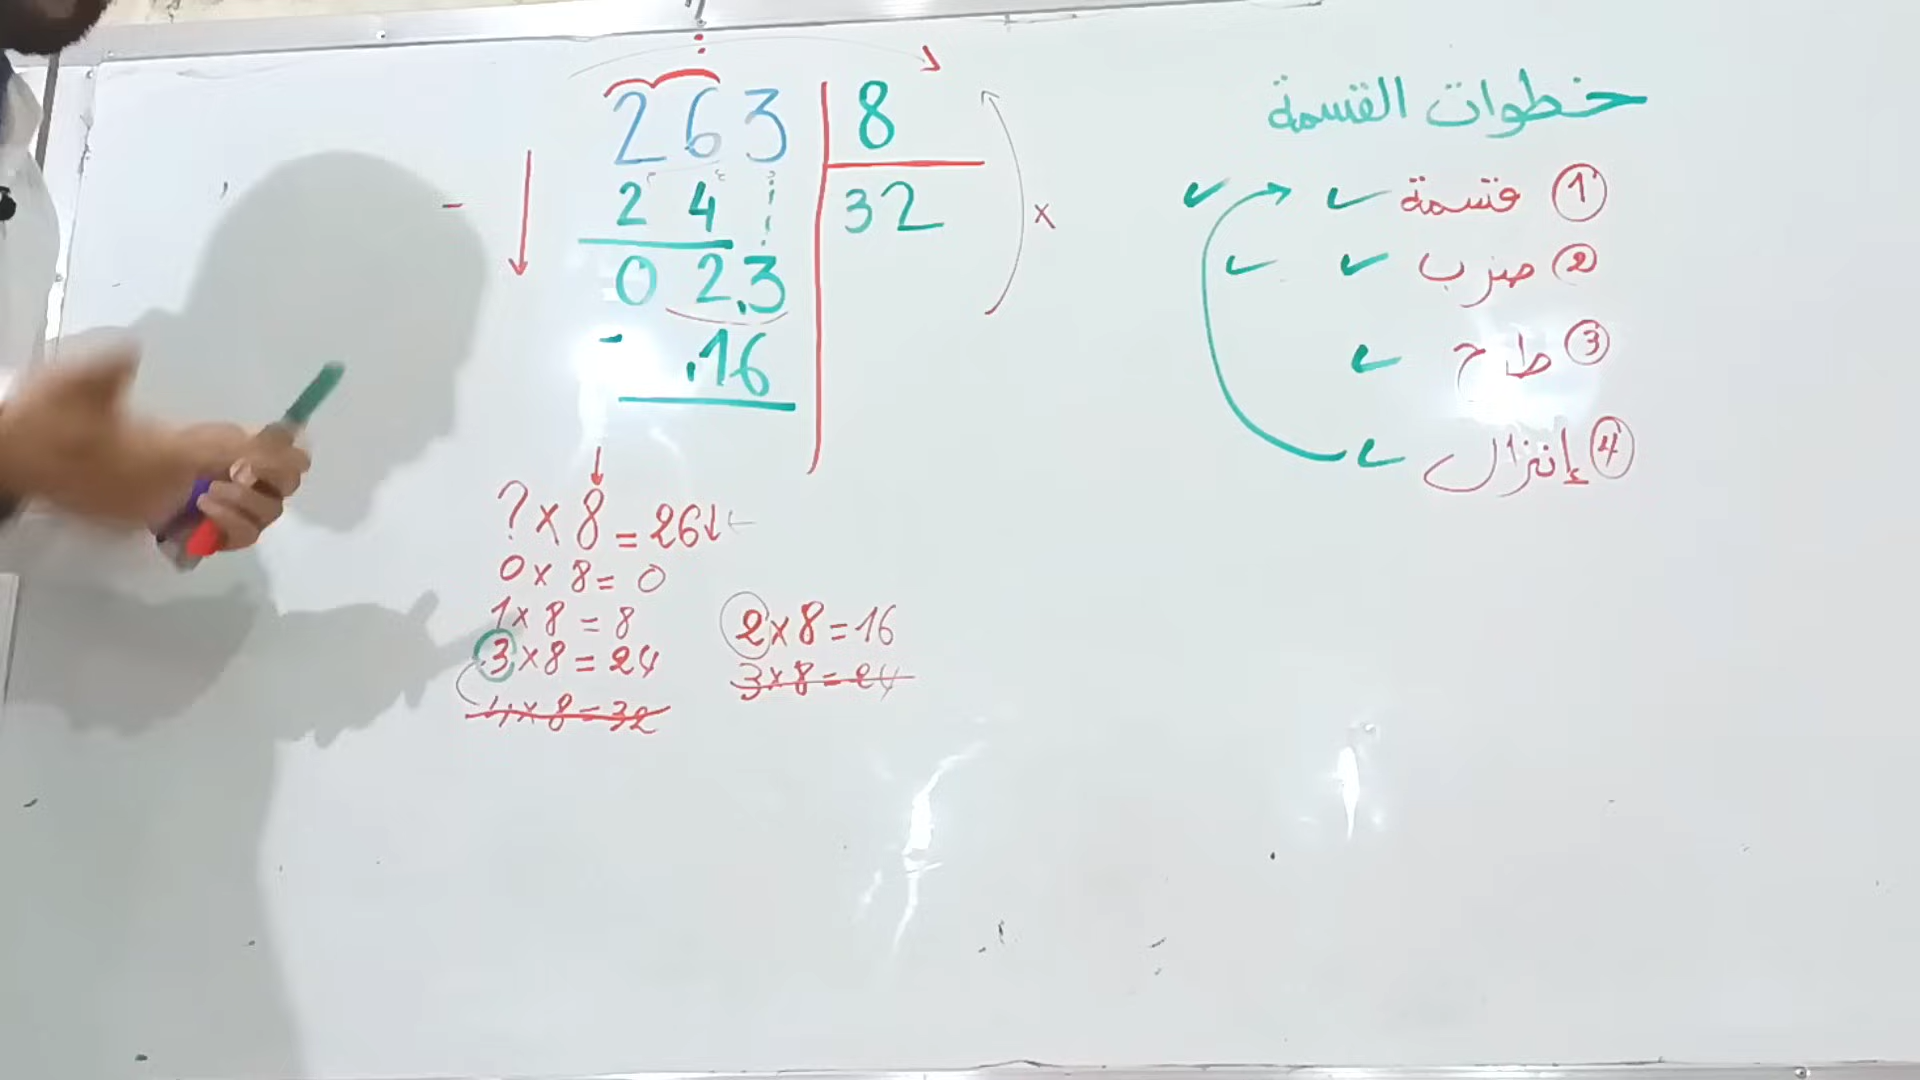 263 8
- 24 32 ×
023
- 16
? × 8 = 26↓
0 × 8 = 0
1 × 8 = 8
3 × 8 = 24
4 × 8 = 32
2 × 8 = 16
3 × 8 = 24
خطوات القسمة
① قسمة ✓ ✓
② ضرب ✓ ✓
③ طرح ✓
④ إنزال ✓